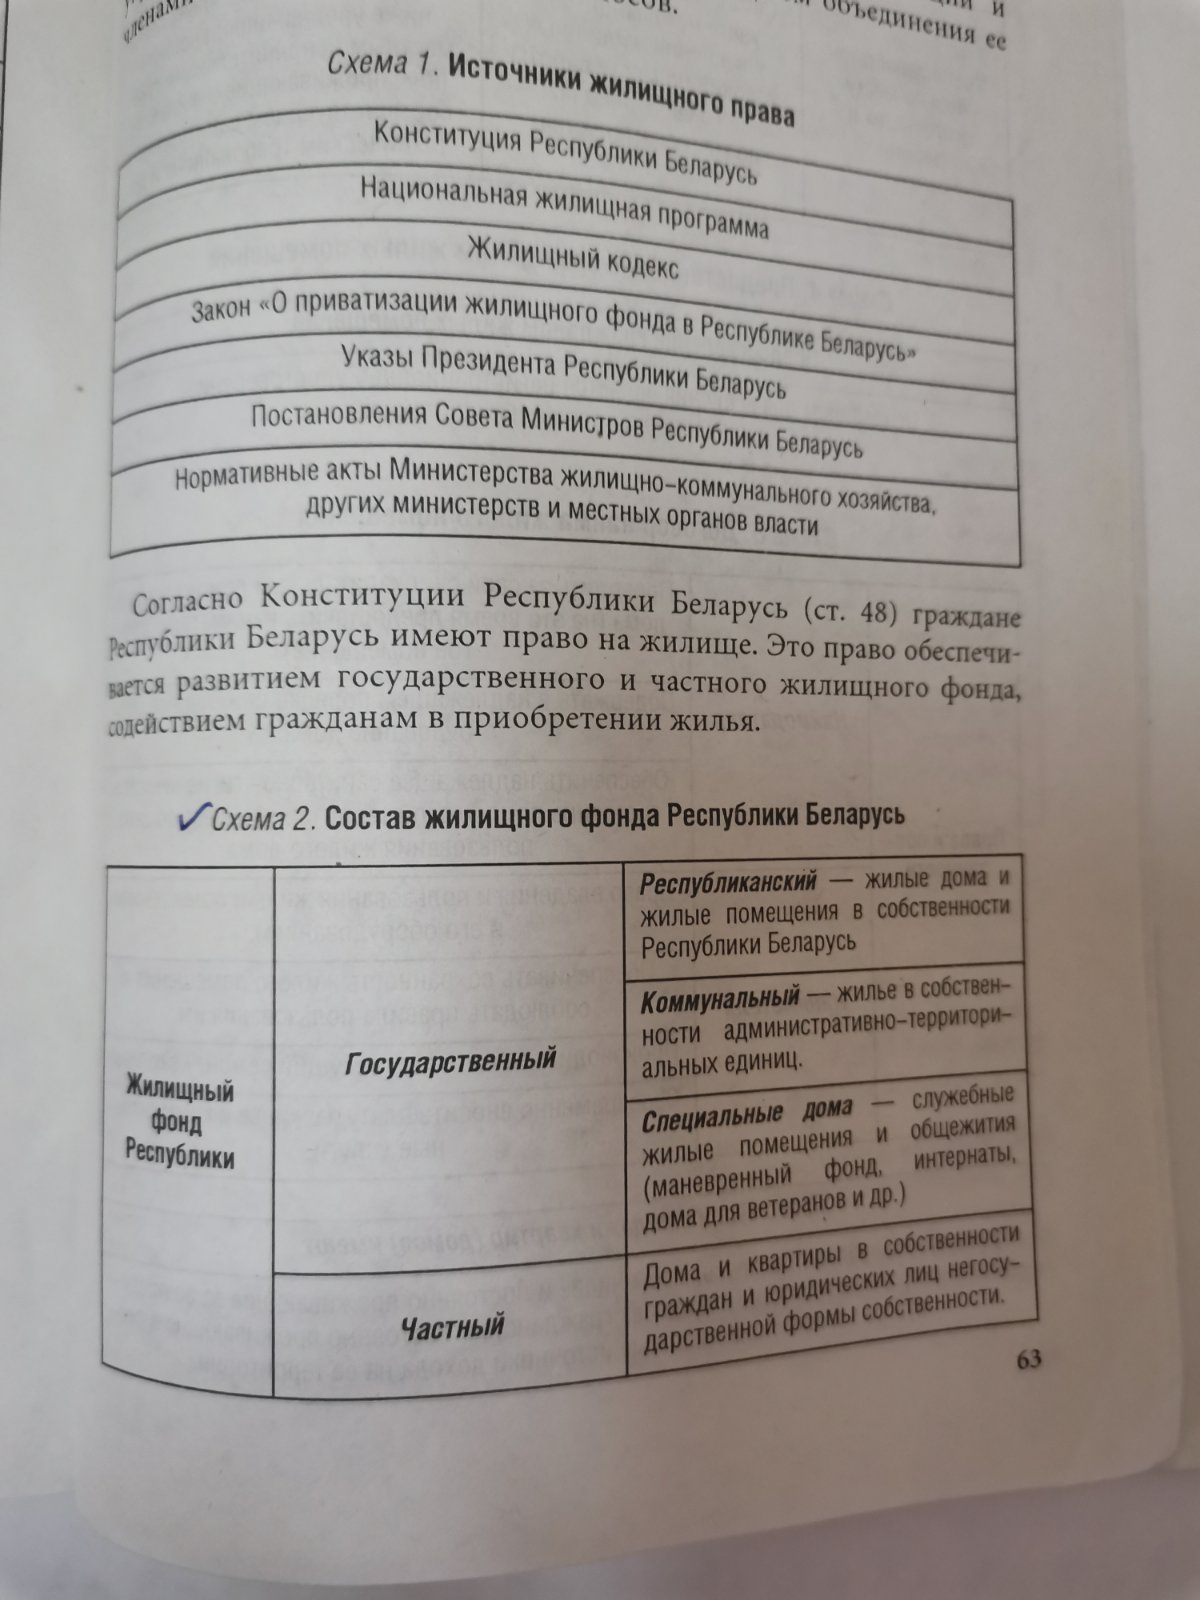 объединения ее
Схема 1. Источники жилищного права
Конституция Республики Беларусь
Национальная жилищная программа
Жилищный кодекс
Закон «О приватизации жилищного фонда в Республике Беларусь»
Указы Президента Республики Беларусь
Постановления Совета Министров Республики Беларусь
Нормативные акты Министерства жилищно-коммунального хозяйства,
других министерств и местных органов власти
Согласно Конституции Республики Беларусь (ст. 48) граждане
Республики Беларусь имеют право на жилище. Это право обеспечи-
вается развитием государственного и частного жилищного фонда,
содействием гражданам в приобретении жилья.
Схема 2. Состав жилищного фонда Республики Беларусь
Жилищный
фонд
Республики
Государственный
Республиканский — жилые дома и
жилые помещения в собственности
Республики Беларусь
Коммунальный — жилье в собствен-
ности административно-территори-
альных единиц.
Специальные дома — служебные
жилые помещения и общежития
(маневренный фонд, интернаты,
дома для ветеранов и др.)
Частный
Дома и квартиры в собственности
граждан и юридических лиц негосу-
дарственной формы собственности.
63